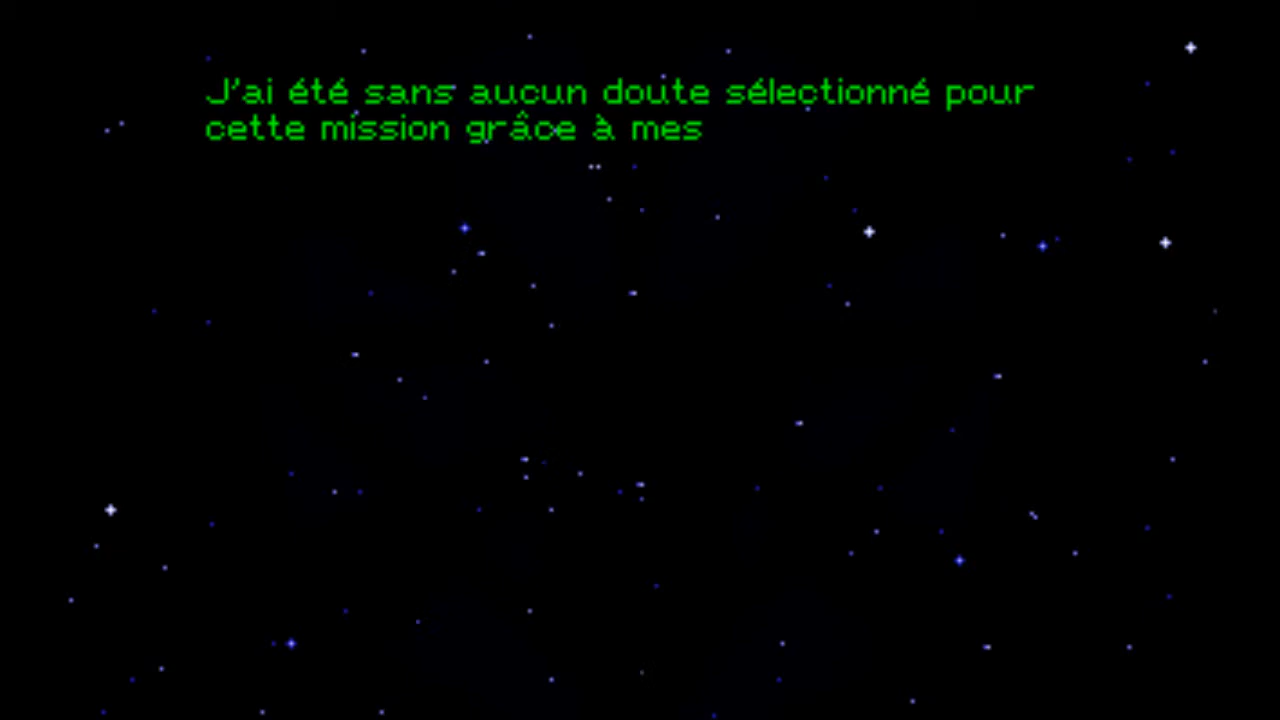 J'ai été sans aucun doute sélectionné pour
cette mission grâce à mes